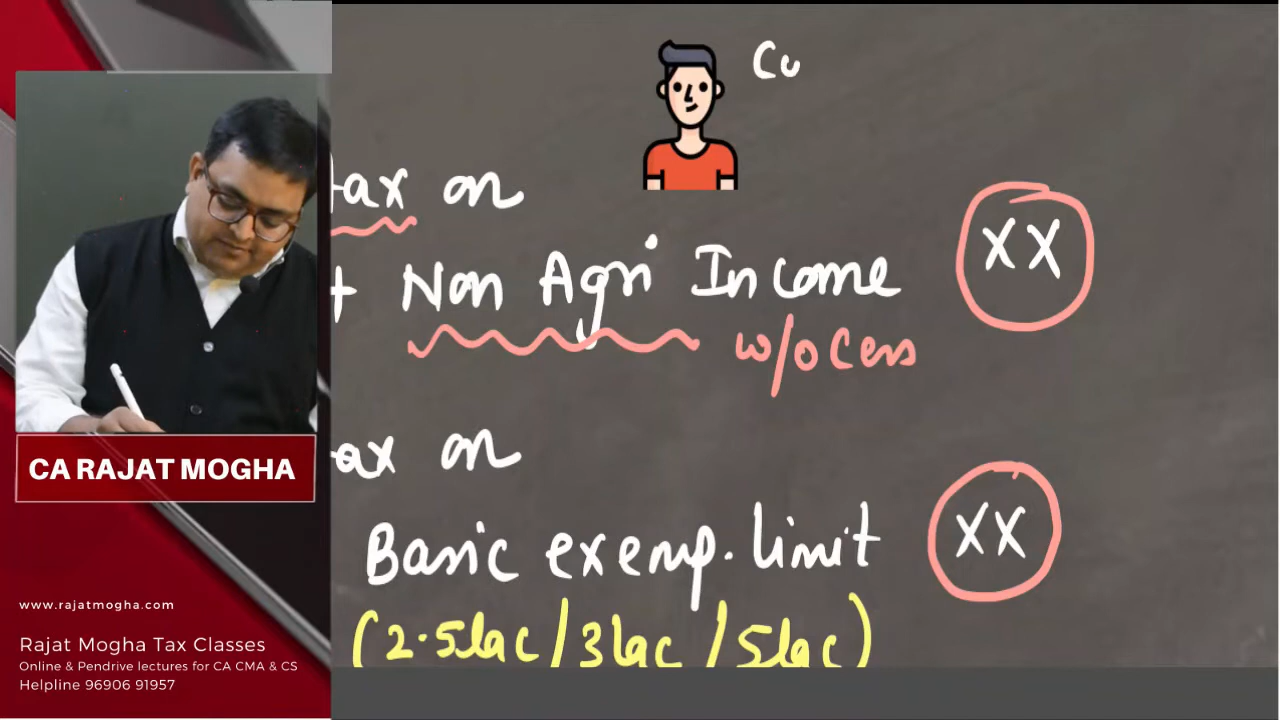 Cu
tax on
+ Non Agri Income
XX
w/o Cess
ax on
Basic exemp. limit
XX
(2.5lac/3lac/5lac)
CA RAJAT MOGHA
www.rajatmogha.com
Rajat Mogha Tax Classes
Online & Pendrive lectures for CA CMA & CS
Helpline 96906 91957